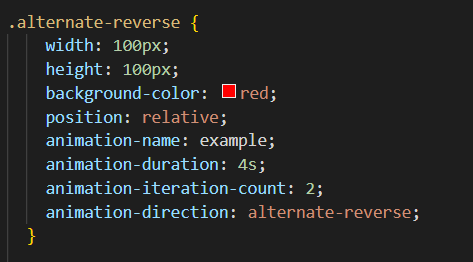 .alternate-reverse {
width: 100px;
height: 100px;
background-color: red;
position: relative;
animation-name: example;
animation-duration: 4s;
animation-iteration-count: 2;
animation-direction: alternate-reverse;
}